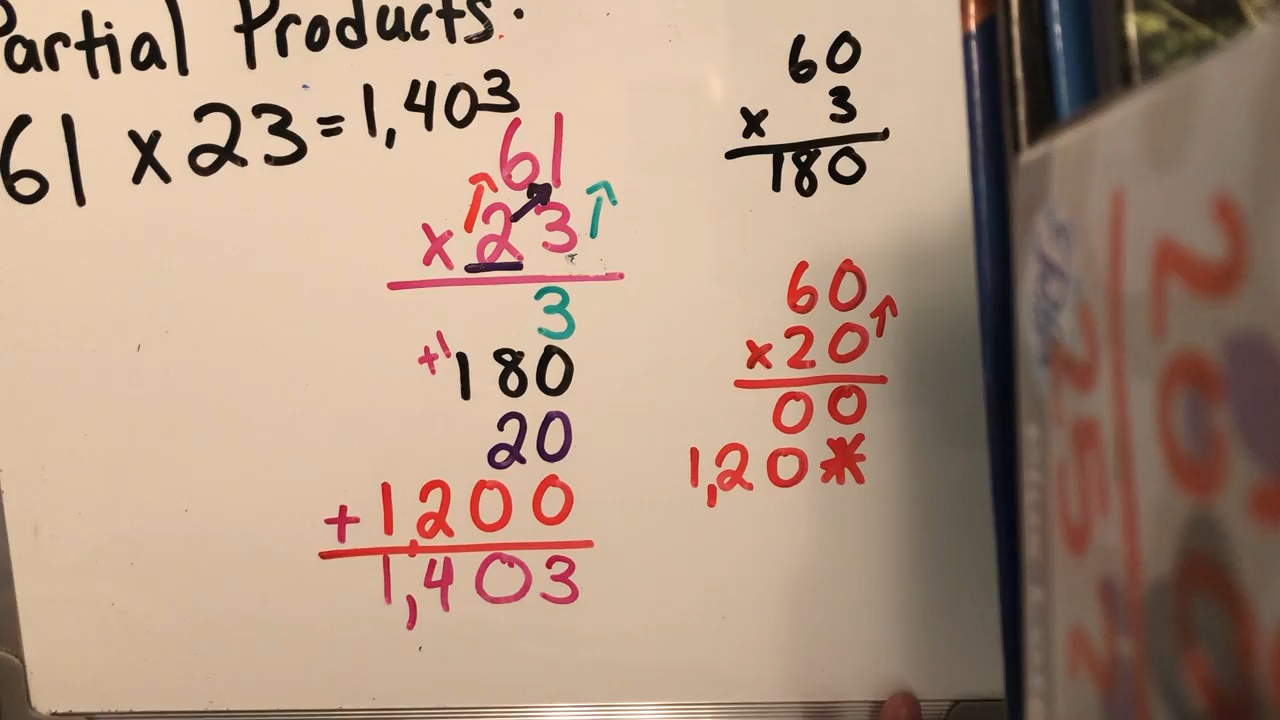 Partial Products:
61 x 23 = 1,403
61
x 23
3
+1
180
20
+ 1200
1,403
60
x 3
180
60
x 20
00
1,20*